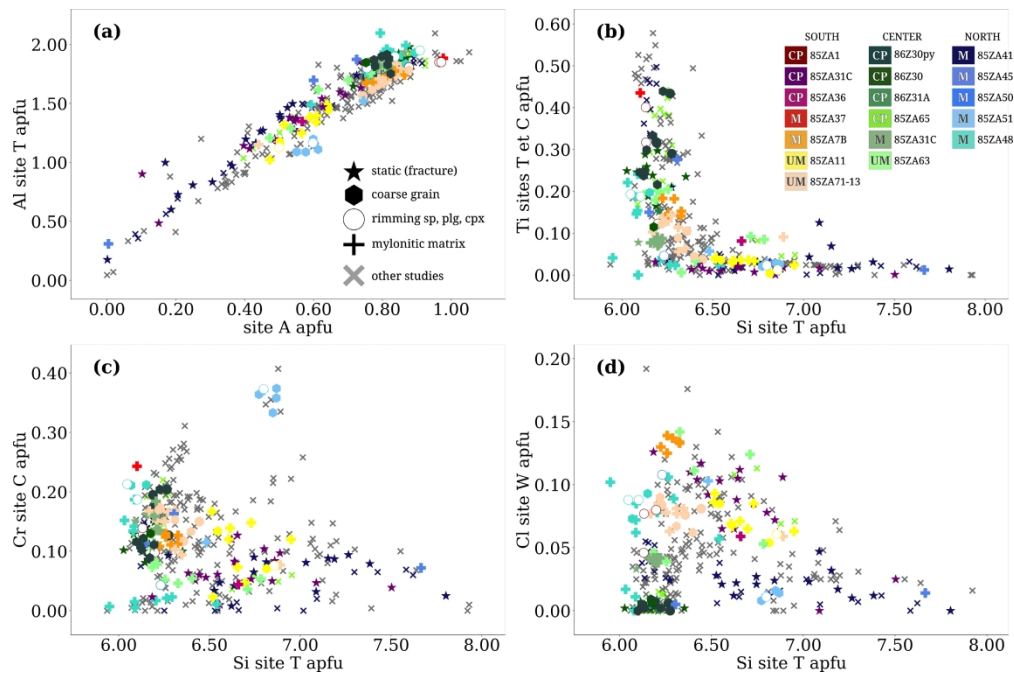 (a)
Al site T apfu
2.00
1.50
1.00
0.50
0.00
0.00 0.20 0.40 0.60 0.80 1.00
site A apfu
static (fracture)
coarse grain
rimming sp, plg, cpx
mylonitic matrix
other studies
(b)
Ti sites T et C apfu
0.60
0.50
0.40
0.30
0.20
0.10
0.00
6.00 6.50 7.00 7.50 8.00
Si site T apfu
SOUTH CENTER NORTH
CP 85ZA1 CP 86Z30py M 85ZA41
CP 85ZA31C CP 86Z30 M 85ZA45
CP 85ZA36 CP 86Z31A M 85ZA50
M 85ZA37 CP 85ZA65 M 85ZA51
M 85ZA7B M 85ZA31C M 85ZA48
UM 85ZA11 UM 85ZA63
UM 85ZA71-13
(c)
Cr site C apfu
0.40
0.30
0.20
0.10
0.00
6.00 6.50 7.00 7.50 8.00
Si site T apfu
(d)
Cl site W apfu
0.20
0.15
0.10
0.05
0.00
6.00 6.50 7.00 7.50 8.00
Si site T apfu